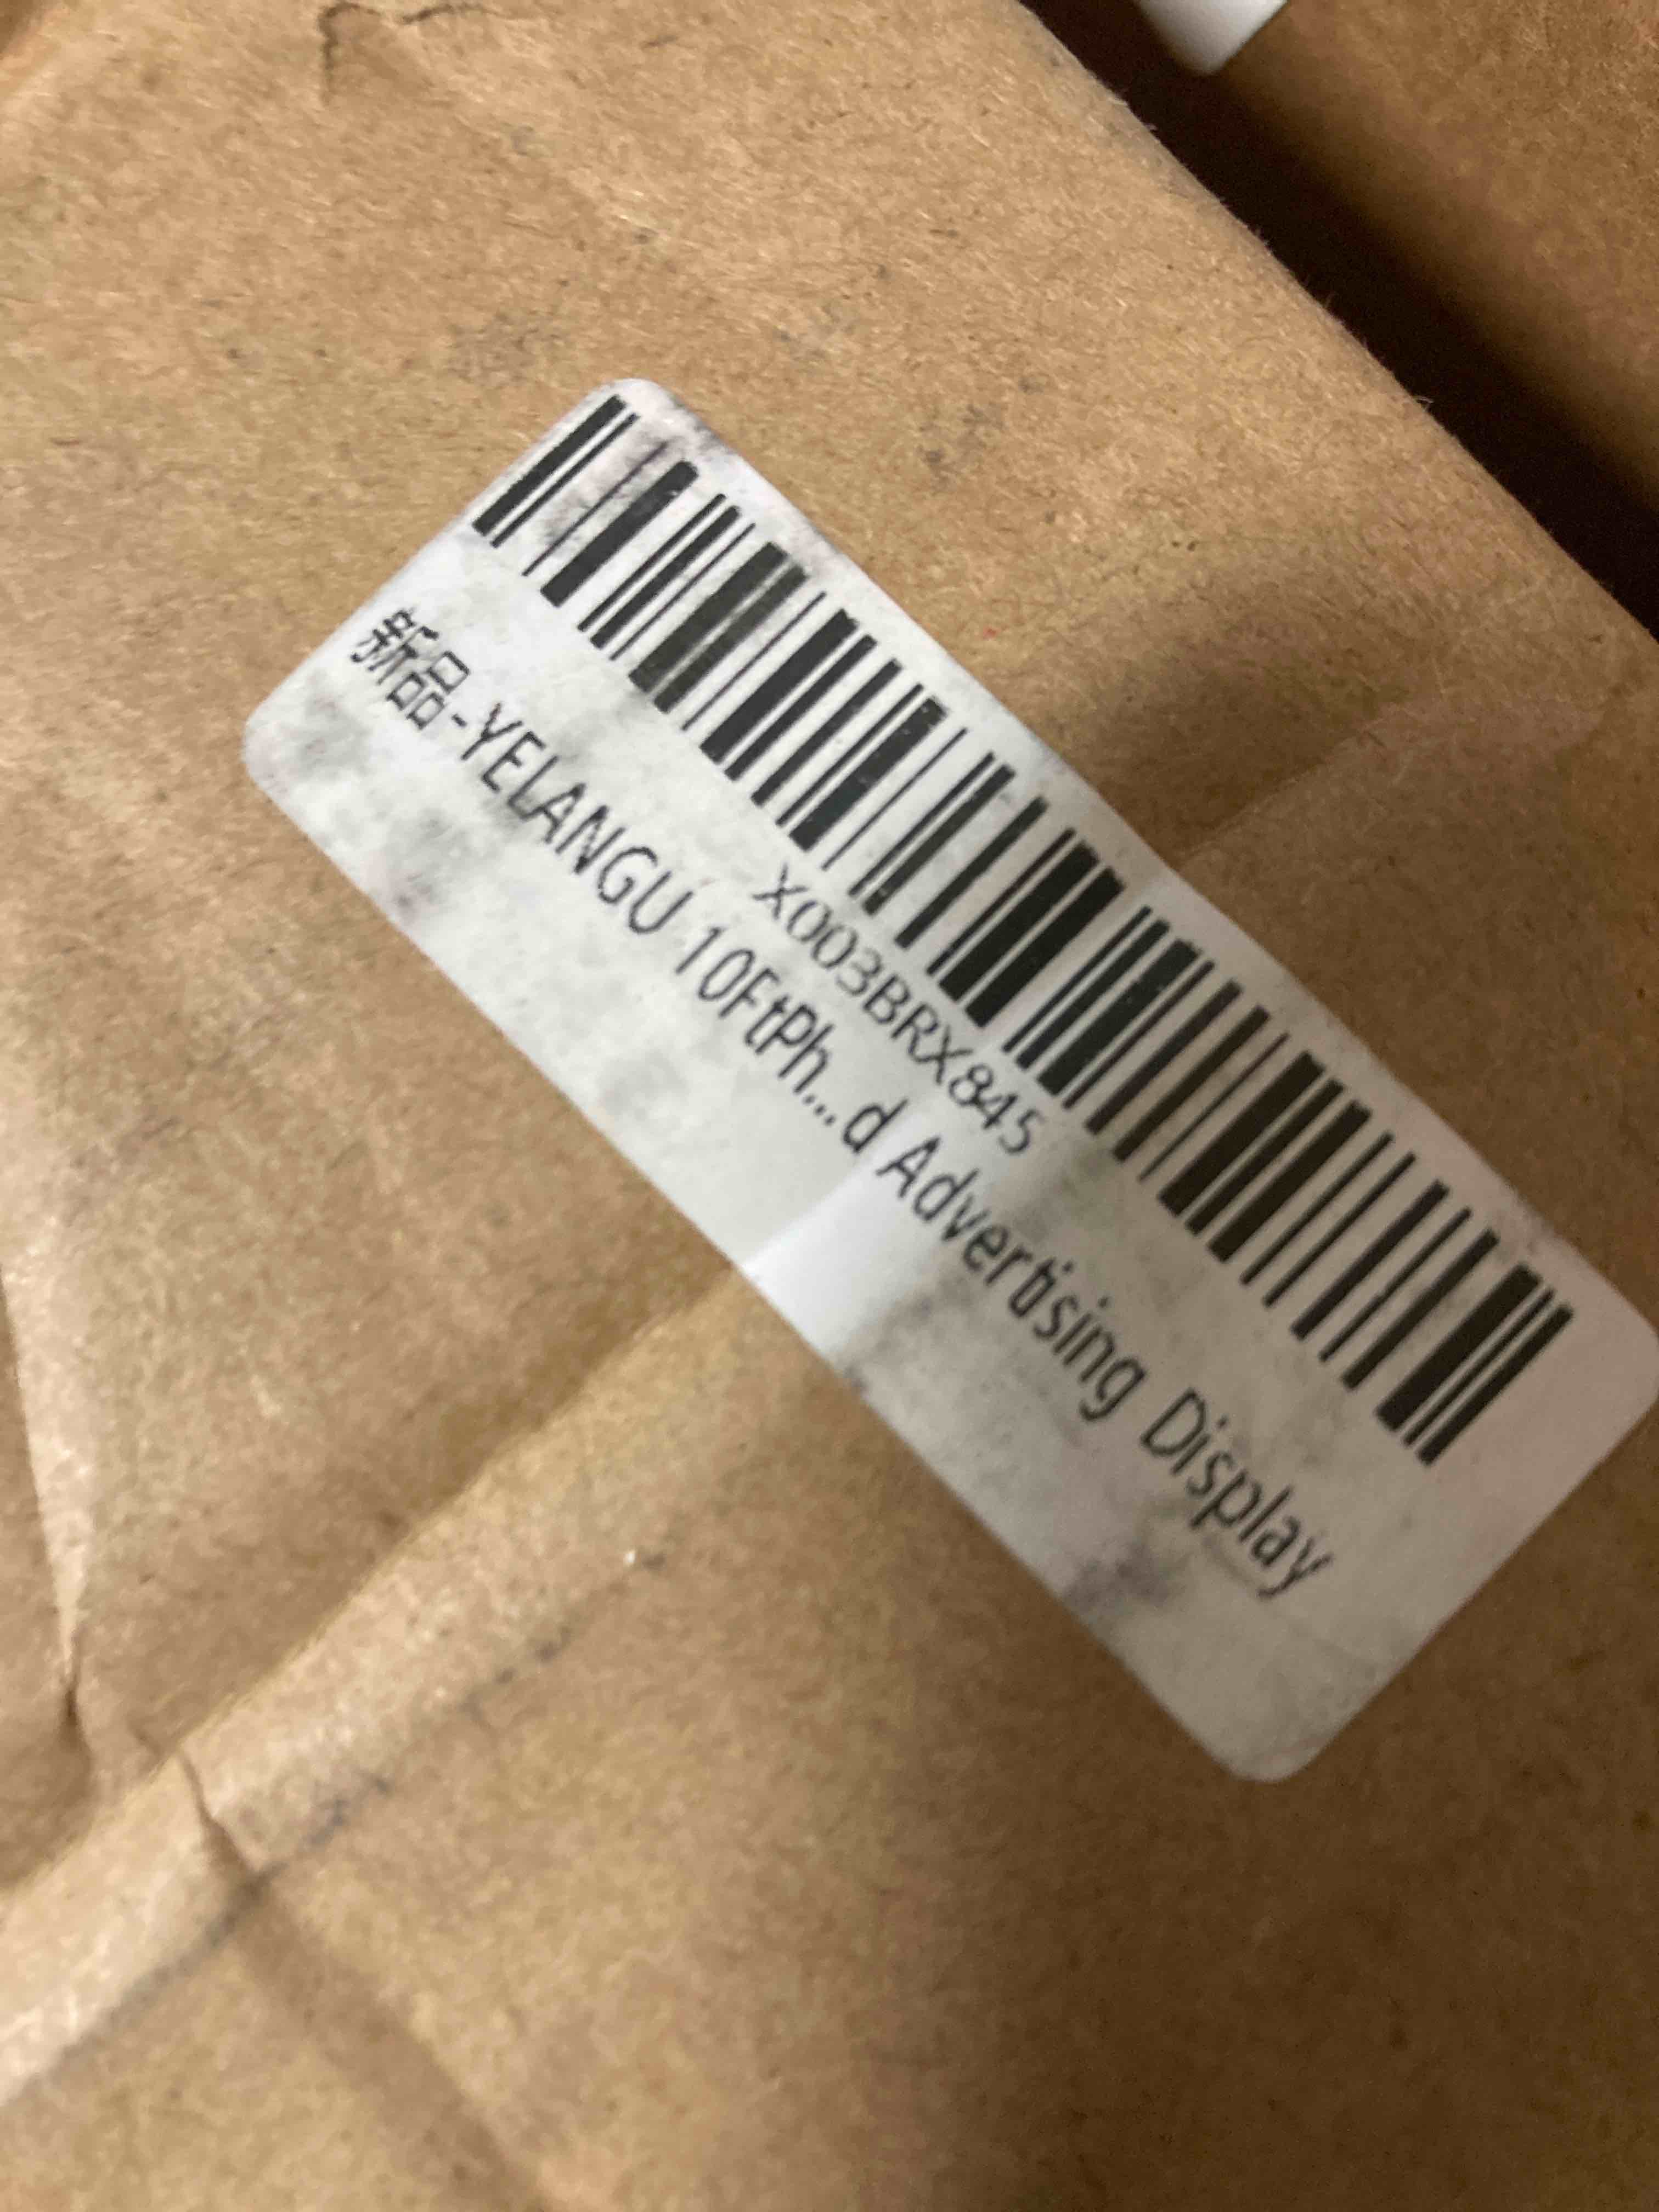 X003BRX845
新品-YELANGU 10FtPh...d Advertising Display